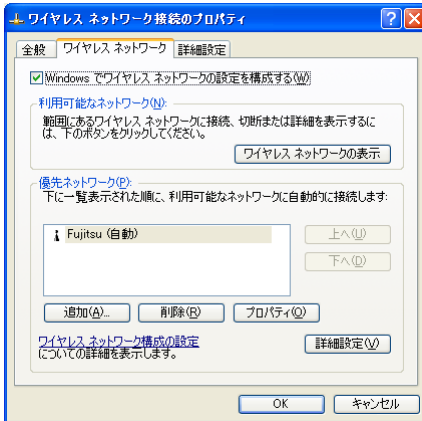 ワイヤレス ネットワーク接続のプロパティ
全般 ワイヤレス ネットワーク 詳細設定
Windows でワイヤレス ネットワークの設定を構成する(W)
利用可能なネットワーク(N):
範囲にあるワイヤレス ネットワークに接続、切断または詳細を表示するに
は、下のボタンをクリックしてください。
ワイヤレス ネットワークの表示
優先ネットワーク(P):
下に一覧表示された順に、利用可能なネットワークに自動的に接続します:
Fujitsu (自動)
上へ(U)
下へ(D)
追加(A)... 削除(R) プロパティ(O)
ワイヤレス ネットワーク構成の設定
についての詳細を表示します。
詳細設定(V)
OK キャンセル